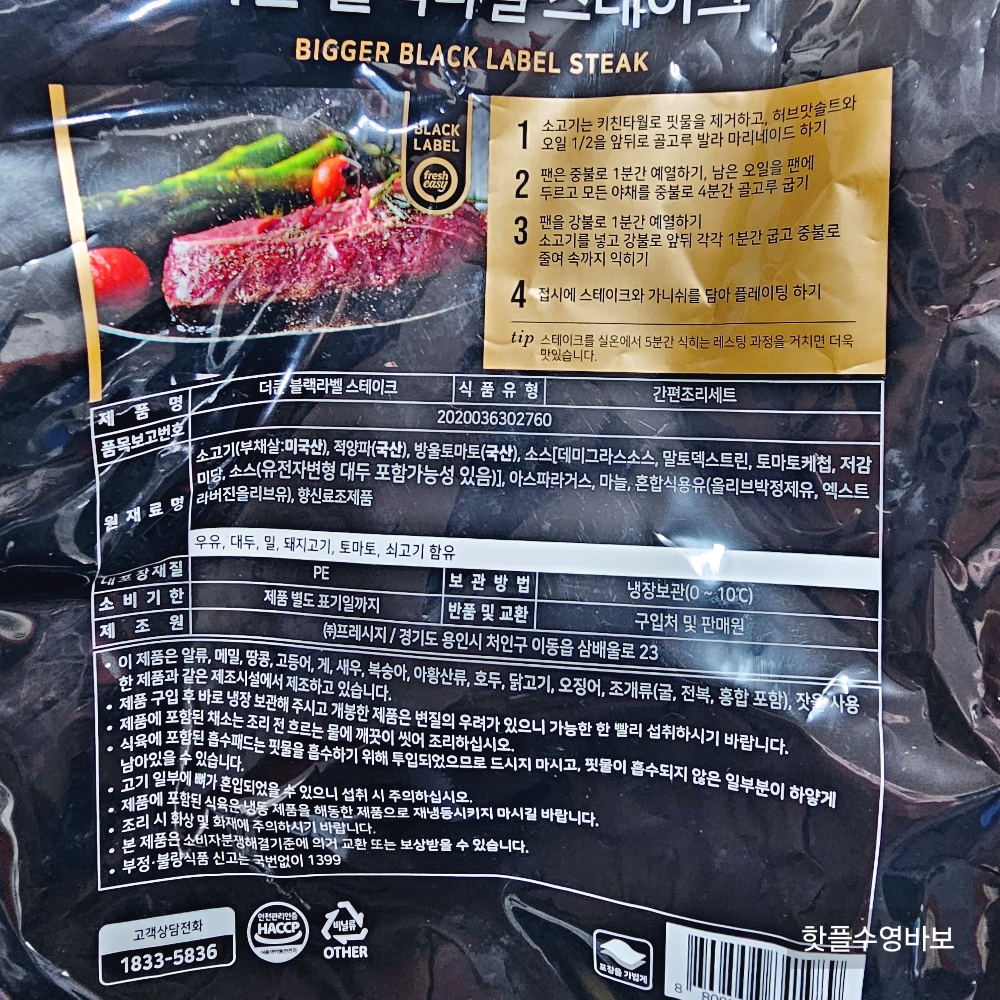 스테이크
BIGGER BLACK LABEL STEAK
BLACK
LABEL
fresh
easy
1 소고기는 키친타월로 핏물을 제거하고, 허브맛솔트와
오일 1/2을 앞뒤로 골고루 발라 마리네이드 하기
2 팬은 중불로 1분간 예열하기, 남은 오일을 팬에
두르고 모든 야채를 중불로 4분간 골고루 굽기
3 팬을 강불로 1분간 예열하기
소고기를 넣고 강불로 앞뒤 각각 1분간 굽고 중불로
줄여 속까지 익히기
4 접시에 스테이크와 가니쉬를 담아 플레이팅 하기
tip 스테이크를 실온에서 5분간 식히는 레스팅 과정을 거치면 더욱
맛있습니다.
제품명 더큰 블랙라벨 스테이크 식품유형 간편조리세트
품목보고번호 2020036302760
원재료명 소고기(부채살:미국산), 적양파(국산), 방울토마토(국산), 소스[데미그라스소스, 말토덱스트린, 토마토케첩, 저감
미당, 소스(유전자변형 대두 포함가능성 있음)], 아스파라거스, 마늘, 혼합식용유(올리브박정제유, 엑스트
라버진올리브유), 향신료조제품
우유, 대두, 밀, 돼지고기, 토마토, 쇠고기 함유
내포장재질 PE 보관방법 냉장보관(0 ~ 10℃)
소비기한 제품 별도 표기일까지 반품 및 교환 구입처 및 판매원
제조원 ㈜프레시지 / 경기도 용인시 처인구 이동읍 삼배울로 23
• 이 제품은 알류, 메밀, 땅콩, 고등어, 게, 새우, 복숭아, 아황산류, 호두, 닭고기, 오징어, 조개류(굴, 전복, 홍합 포함), 잣을 사용
한 제품과 같은 제조시설에서 제조하고 있습니다.
• 제품 구입 후 바로 냉장 보관해 주시고 개봉한 제품은 변질의 우려가 있으니 가능한 한 빨리 섭취하시기 바랍니다.
• 제품에 포함된 채소는 조리 전 흐르는 물에 깨끗이 씻어 조리하십시오.
• 식육에 포함된 흡수패드는 핏물을 흡수하기 위해 투입되었으므로 드시지 마시고, 핏물이 흡수되지 않은 일부분이 하얗게
남아있을 수 있습니다.
• 고기 일부에 뼈가 혼입되었을 수 있으니 섭취 시 주의하십시오.
• 제품에 포함된 식육은 냉동 제품을 해동한 제품으로 재냉동시키지 마시길 바랍니다.
• 조리 시 화상 및 화재에 주의하시기 바랍니다.
• 본 제품은 소비자분쟁해결기준에 의거 교환 또는 보상받을 수 있습니다.
• 부정·불량식품 신고는 국번없이 1399
고객상담전화
1833-5836
안전관리인증
HACCP
비닐류
OTHER
포장을 가볍게
핫플수영바보